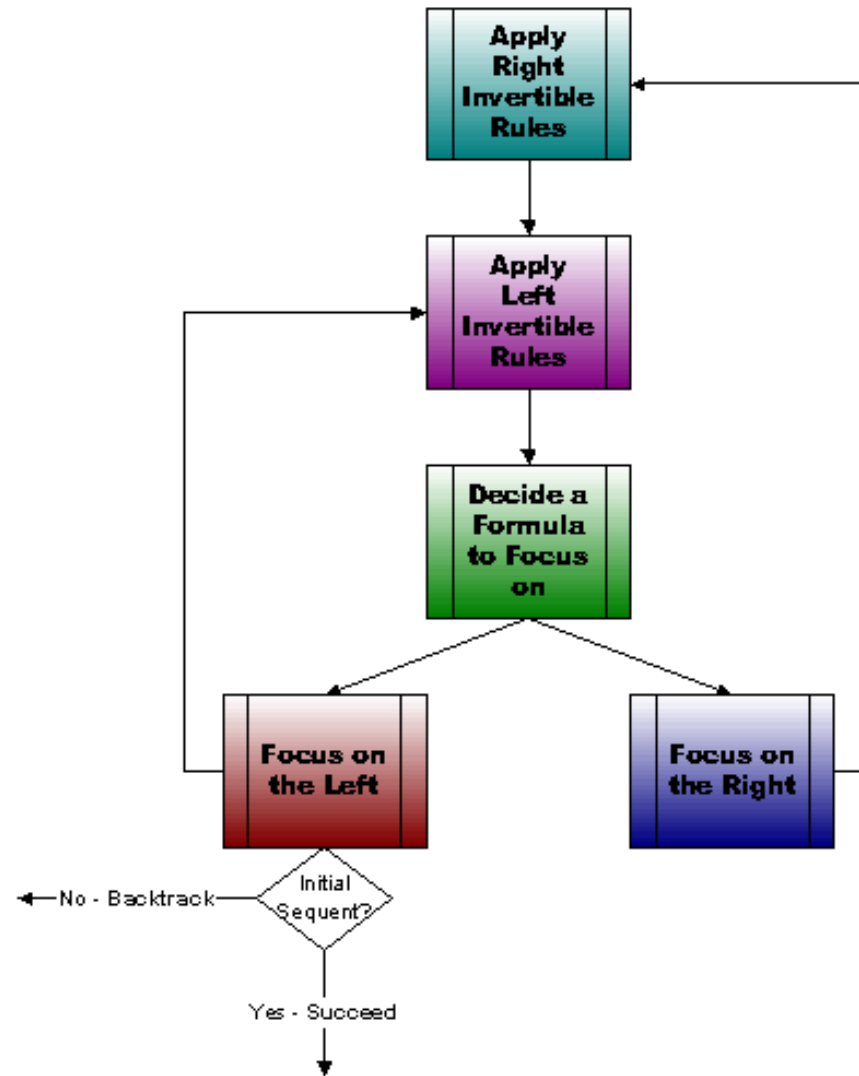 Apply
Right
Invertible
Rules
Apply
Left
Invertible
Rules
Decide a
Formula
to Focus
on
Focus on
the Left
Focus on
the Right
Initial
Sequent?
No - Backtrack
Yes - Succeed